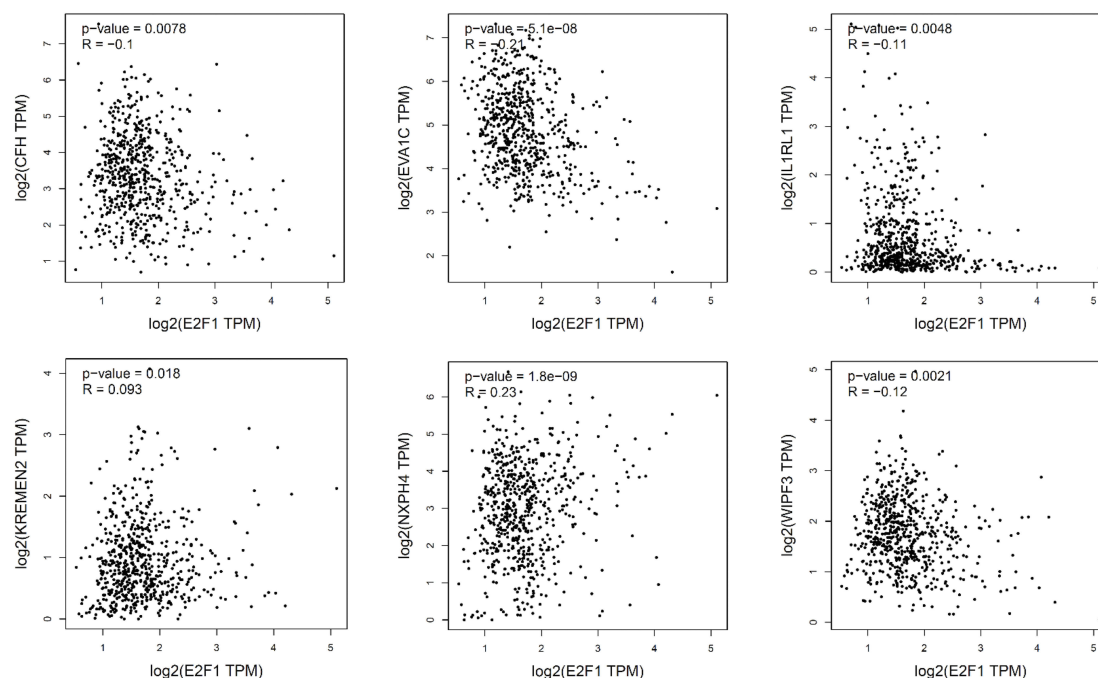 p-value = 0.0078
R = −0.1
log2(CFH TPM)
7
6
5
4
3
2
1
1 2 3 4 5
log2(E2F1 TPM)
p-value = 5.1e−08
R = −0.21
log2(EVA1C TPM)
7
6
5
4
3
2
1 2 3 4 5
log2(E2F1 TPM)
p-value = 0.0048
R = −0.11
log2(IL1RL1 TPM)
5
4
3
2
1
0
1 2 3 4 5
log2(E2F1 TPM)
p-value = 0.018
R = 0.093
log2(KREMEN2 TPM)
4
3
2
1
0
1 2 3 4 5
log2(E2F1 TPM)
p-value = 1.8e−09
R = 0.23
log2(NXPH4 TPM)
6
5
4
3
2
1
0
1 2 3 4 5
log2(E2F1 TPM)
p-value = 0.0021
R = −0.12
log2(WIPF3 TPM)
5
4
3
2
1
0
1 2 3 4 5
log2(E2F1 TPM)